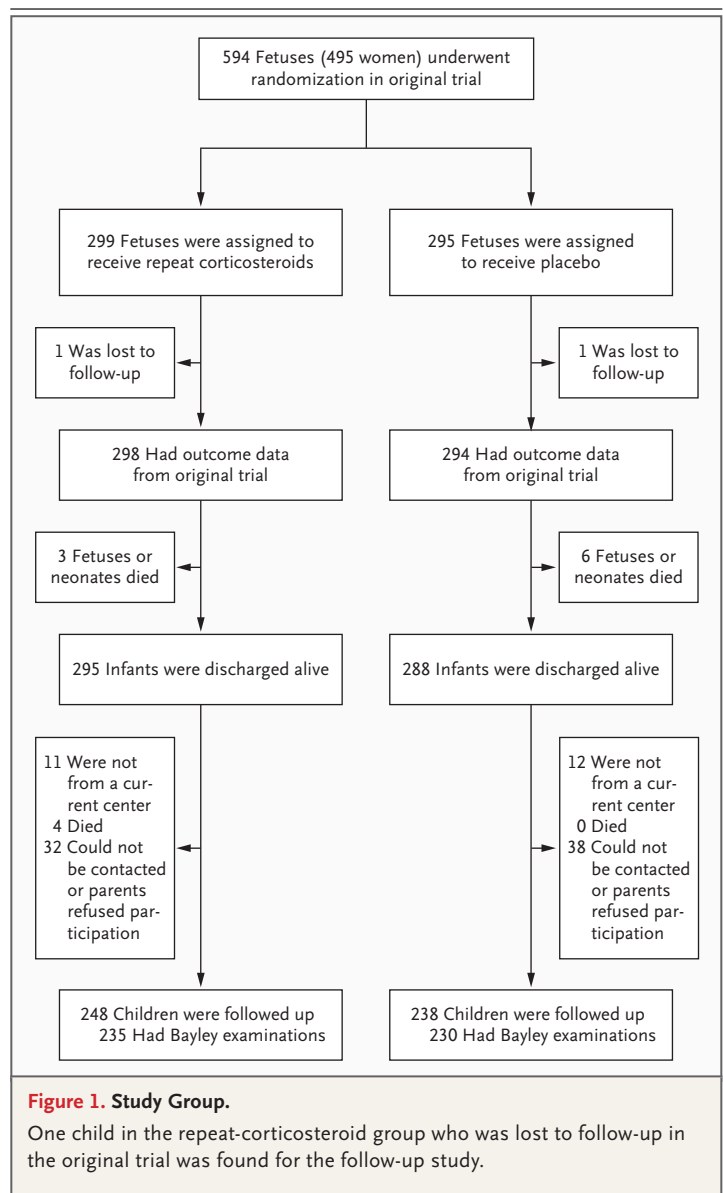 594 Fetuses (495 women) underwent
randomization in original trial
299 Fetuses were assigned to
receive repeat corticosteroids
295 Fetuses were assigned
to receive placebo
1 Was lost to
follow-up
1 Was lost to
follow-up
298 Had outcome data
from original trial
294 Had outcome data
from original trial
3 Fetuses or
neonates died
6 Fetuses or
neonates died
295 Infants were discharged alive
288 Infants were discharged alive
11 Were not
from a cur-
rent center
4 Died
32 Could not
be contacted
or parents
refused par-
ticipation
12 Were not
from a cur-
rent center
0 Died
38 Could not
be contacted
or parents
refused par-
ticipation
248 Children were followed up
235 Had Bayley examinations
238 Children were followed up
230 Had Bayley examinations
Figure 1. Study Group.
One child in the repeat-corticosteroid group who was lost to follow-up in
the original trial was found for the follow-up study.